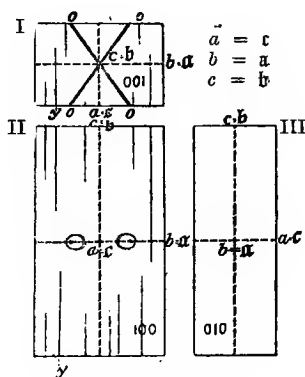 I
o o
a = 𝔠
b = 𝔞
c = 𝔟
c·𝔟
b=𝔞
001
y o a·𝔠 o
II
c·𝔟
III
c·𝔟
b=𝔞
a=𝔠
a·𝔠
b=𝔞
100
010
y